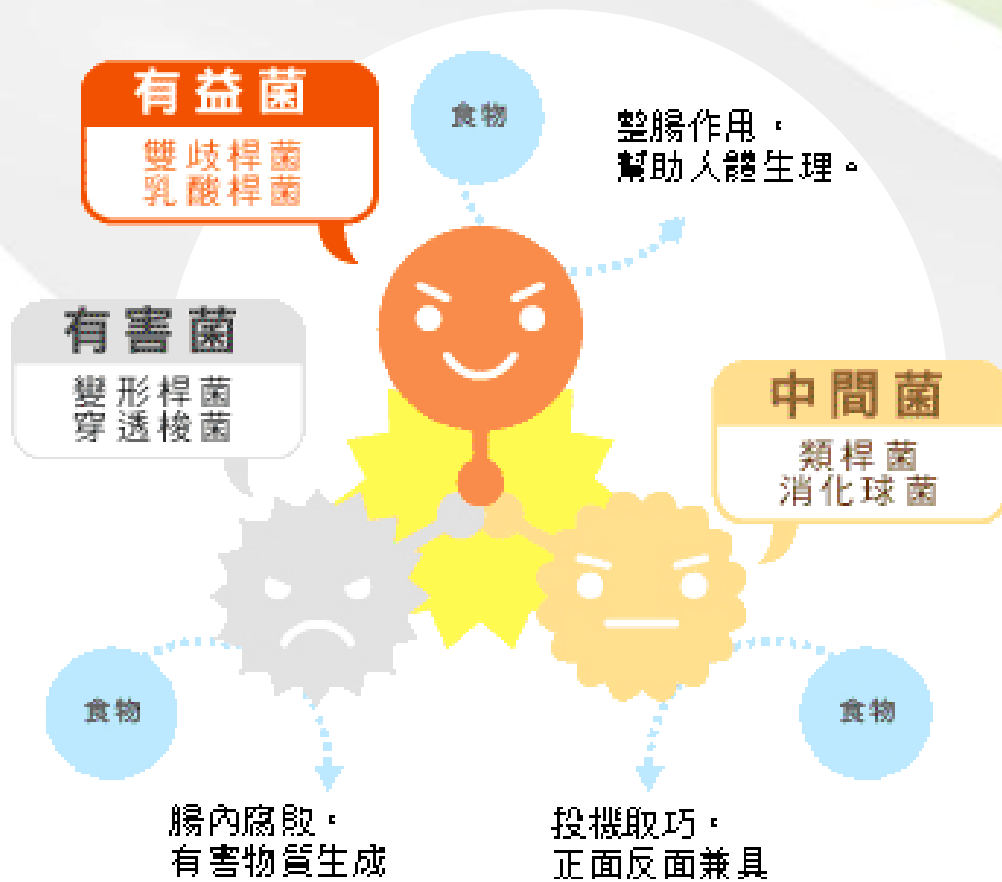 有益菌
雙歧桿菌
乳酸桿菌
食物
整腸作用，
幫助人體生理。
有害菌
變形桿菌
穿透梭菌
中間菌
類桿菌
消化球菌
食物
食物
腸內腐敗，
有害物質生成
投機取巧，
正面反面兼具